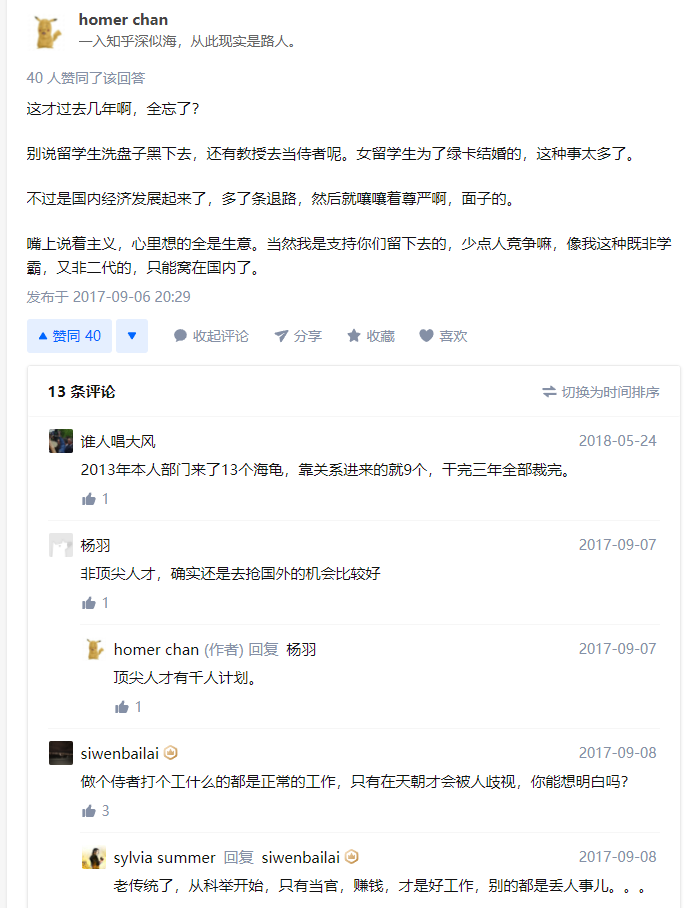 homer chan
一入知乎深似海，从此现实是路人。
40 人赞同了该回答
这才过去几年啊，全忘了？
别说留学生洗盘子黑下去，还有教授去当侍者呢。女留学生为了绿卡结婚的，这种事太多了。
不过是国内经济发展起来了，多了条退路，然后就嚷嚷着尊严啊，面子的。
嘴上说着主义，心里想的全是生意。当然我是支持你们留下去的，少点人竞争嘛，像我这种既非学
霸，又非二代的，只能窝在国内了。
发布于 2017-09-06 20:29
赞同 40 收起评论 分享 收藏 喜欢
13 条评论 切换为时间排序
谁人唱大风 2018-05-24
2013年本人部门来了13个海龟，靠关系进来的就9个，干完三年全部裁完。
1
杨羽 2017-09-07
非顶尖人才，确实还是去抢国外的机会比较好
1
homer chan (作者) 回复 杨羽 2017-09-07
顶尖人才有千人计划。
1
siwenbailai 2017-09-08
做个侍者打个工什么的都是正常的工作，只有在天朝才会被人歧视，你能想明白吗？
3
sylvia summer 回复 siwenbailai 2017-09-08
老传统了，从科举开始，只有当官，赚钱，才是好工作，别的都是丢人事儿。。。